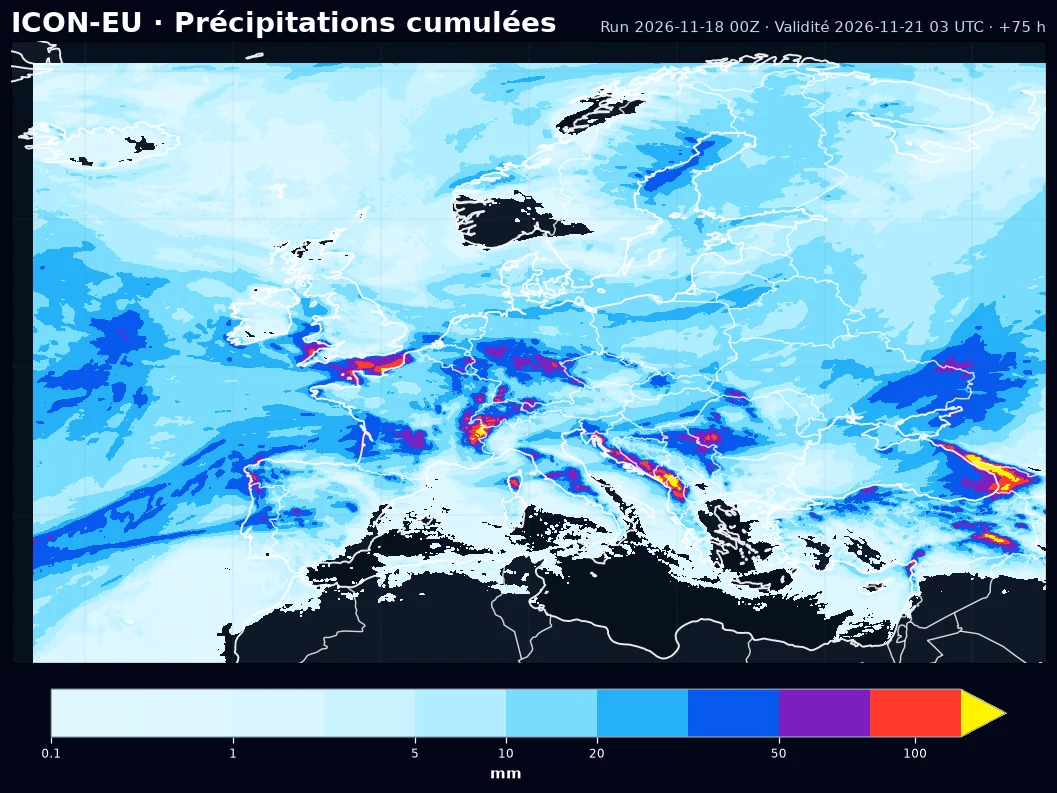 ICON-EU · Précipitations cumulées
Run 2026-11-18 00Z · Validité 2026-11-21 03 UTC · +75 h
0.1 1 5 10 20 50 100
mm